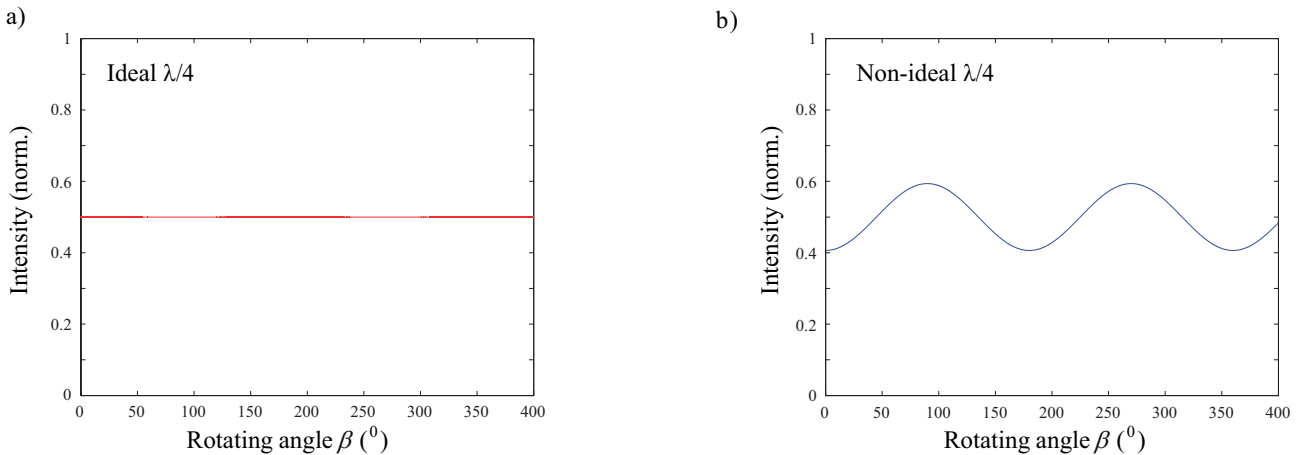 a)
Ideal λ/4
Intensity (norm.)
1
0.8
0.6
0.4
0.2
0
0 50 100 150 200 250 300 350 400
Rotating angle β (⁰)
b)
Non-ideal λ/4
Intensity (norm.)
1
0.8
0.6
0.4
0.2
0
0 50 100 150 200 250 300 350 400
Rotating angle β (⁰)